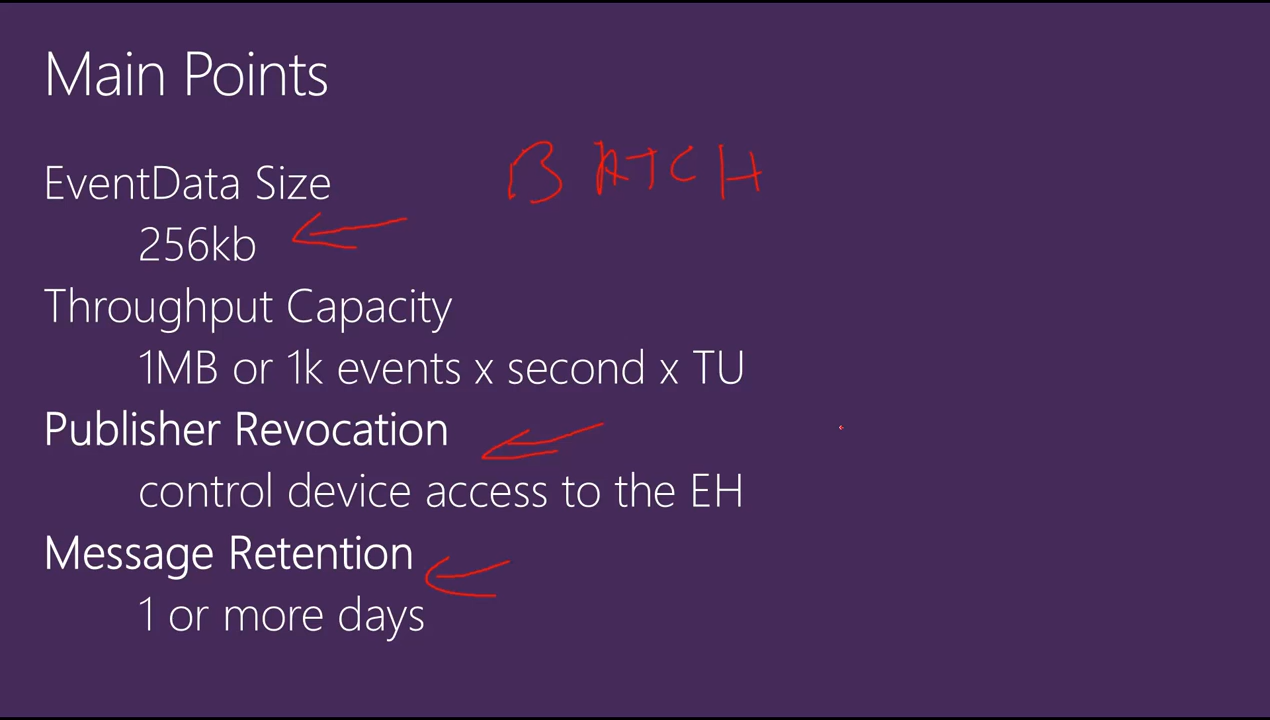 Main Points
BATCH
EventData Size
256kb
Throughput Capacity
1MB or 1k events x second x TU
Publisher Revocation
control device access to the EH
Message Retention
1 or more days